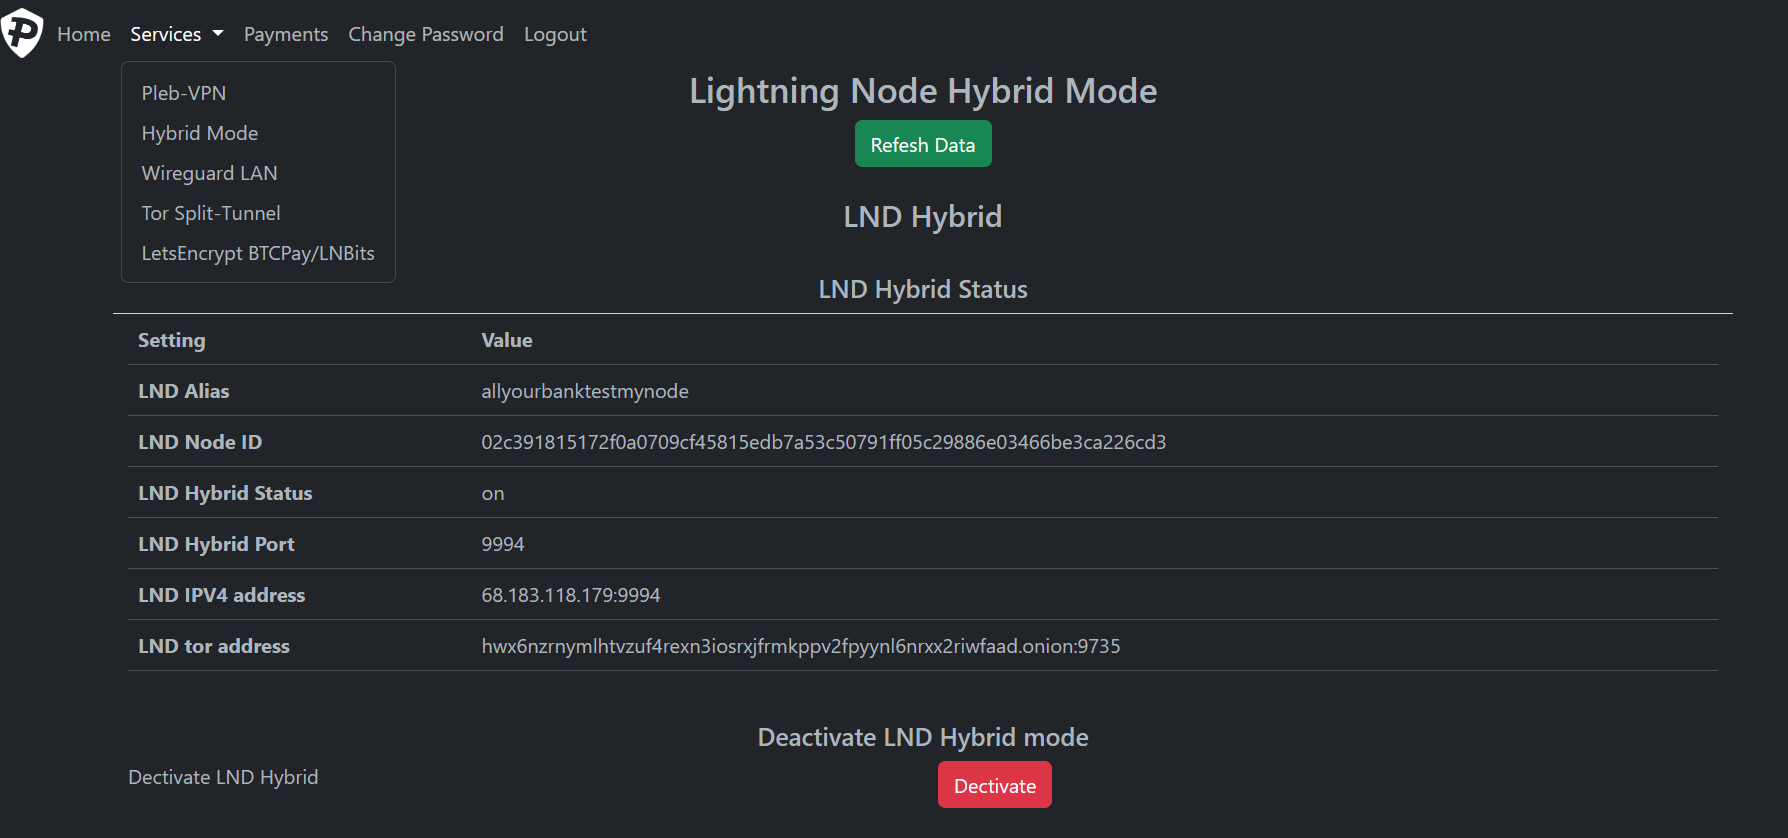 Home Services Payments Change Password Logout
Pleb-VPN
Hybrid Mode
Wireguard LAN
Tor Split-Tunnel
LetsEncrypt BTCPay/LNBits
Lightning Node Hybrid Mode
Refesh Data
LND Hybrid
LND Hybrid Status
Setting Value
LND Alias allyourbanktestmynode
LND Node ID 02c391815172f0a0709cf45815edb7a53c50791ff05c29886e03466be3ca226cd3
LND Hybrid Status on
LND Hybrid Port 9994
LND IPV4 address 68.183.118.179:9994
LND tor address hwx6nzrnymlhtvzuf4rexn3iosrxjfrmkppv2fpyynl6nrxx2riwfaad.onion:9735
Deactivate LND Hybrid mode
Dectivate LND Hybrid Dectivate